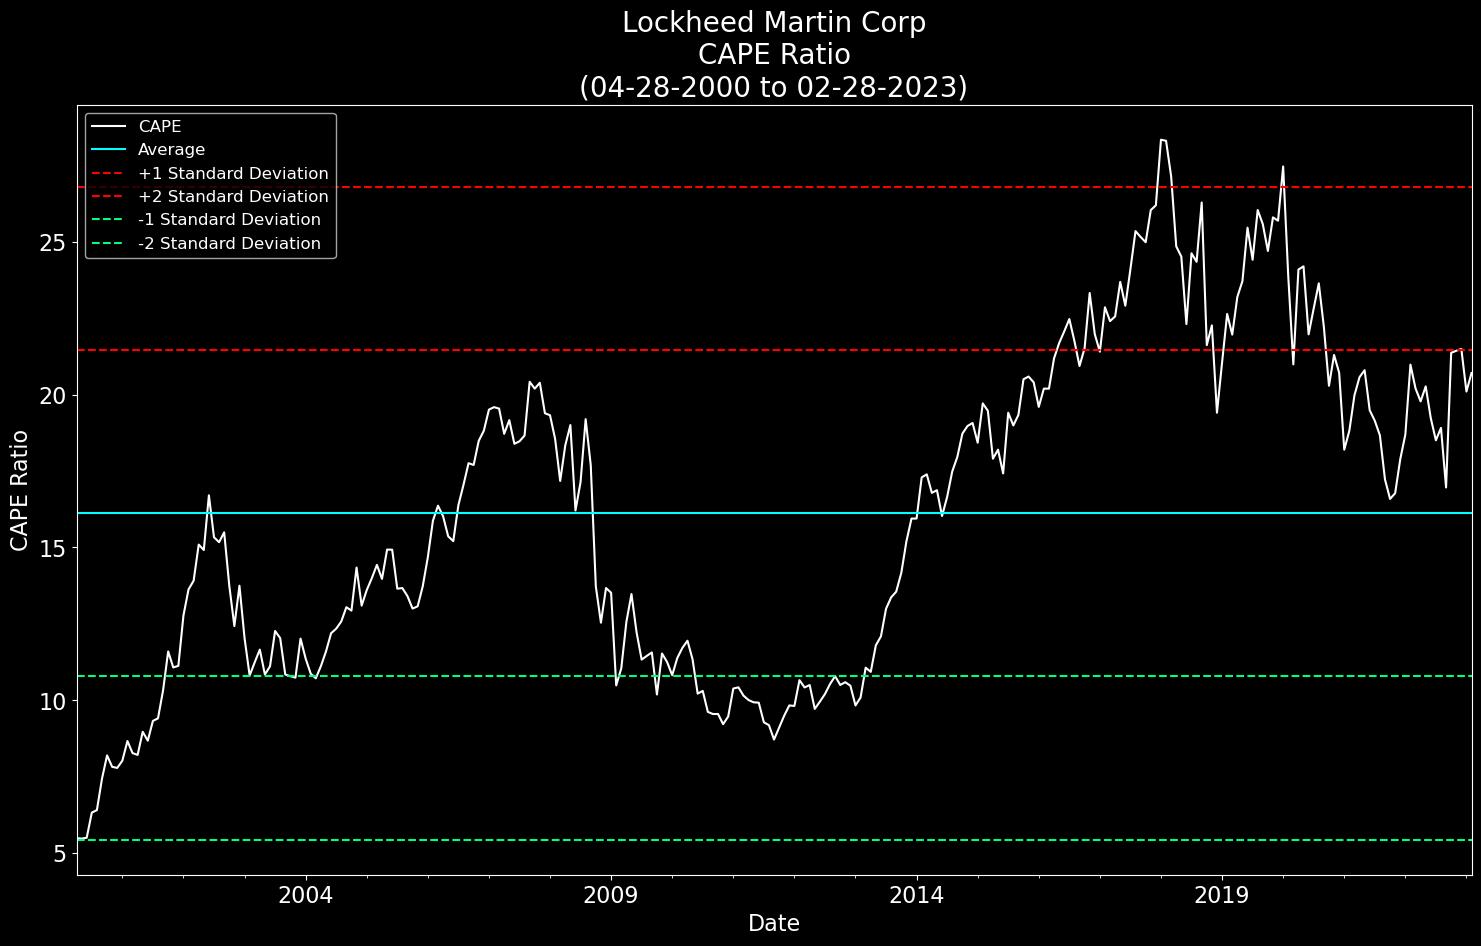 Lockheed Martin Corp
CAPE Ratio
(04-28-2000 to 02-28-2023)
CAPE
Average
+1 Standard Deviation
+2 Standard Deviation
-1 Standard Deviation
-2 Standard Deviation
25
20
15
10
5
CAPE Ratio
2004
2009
2014
2019
Date